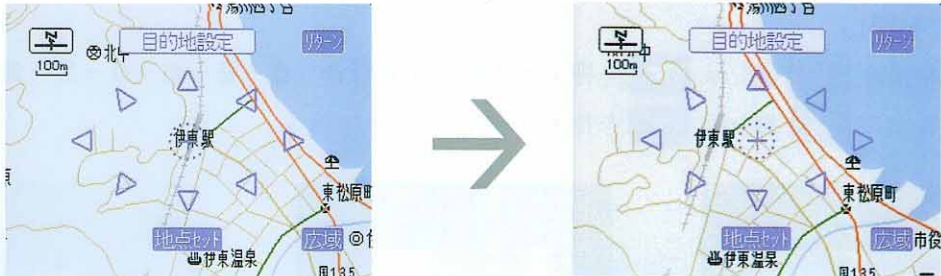 目的地設定
リターン
100m
北中
伊東駅
東松原町
地点セット
広域
伊東温泉
135
目的地設定
リターン
100m
中
伊東駅
東松原町
地点セット
広域
市役
伊東温泉